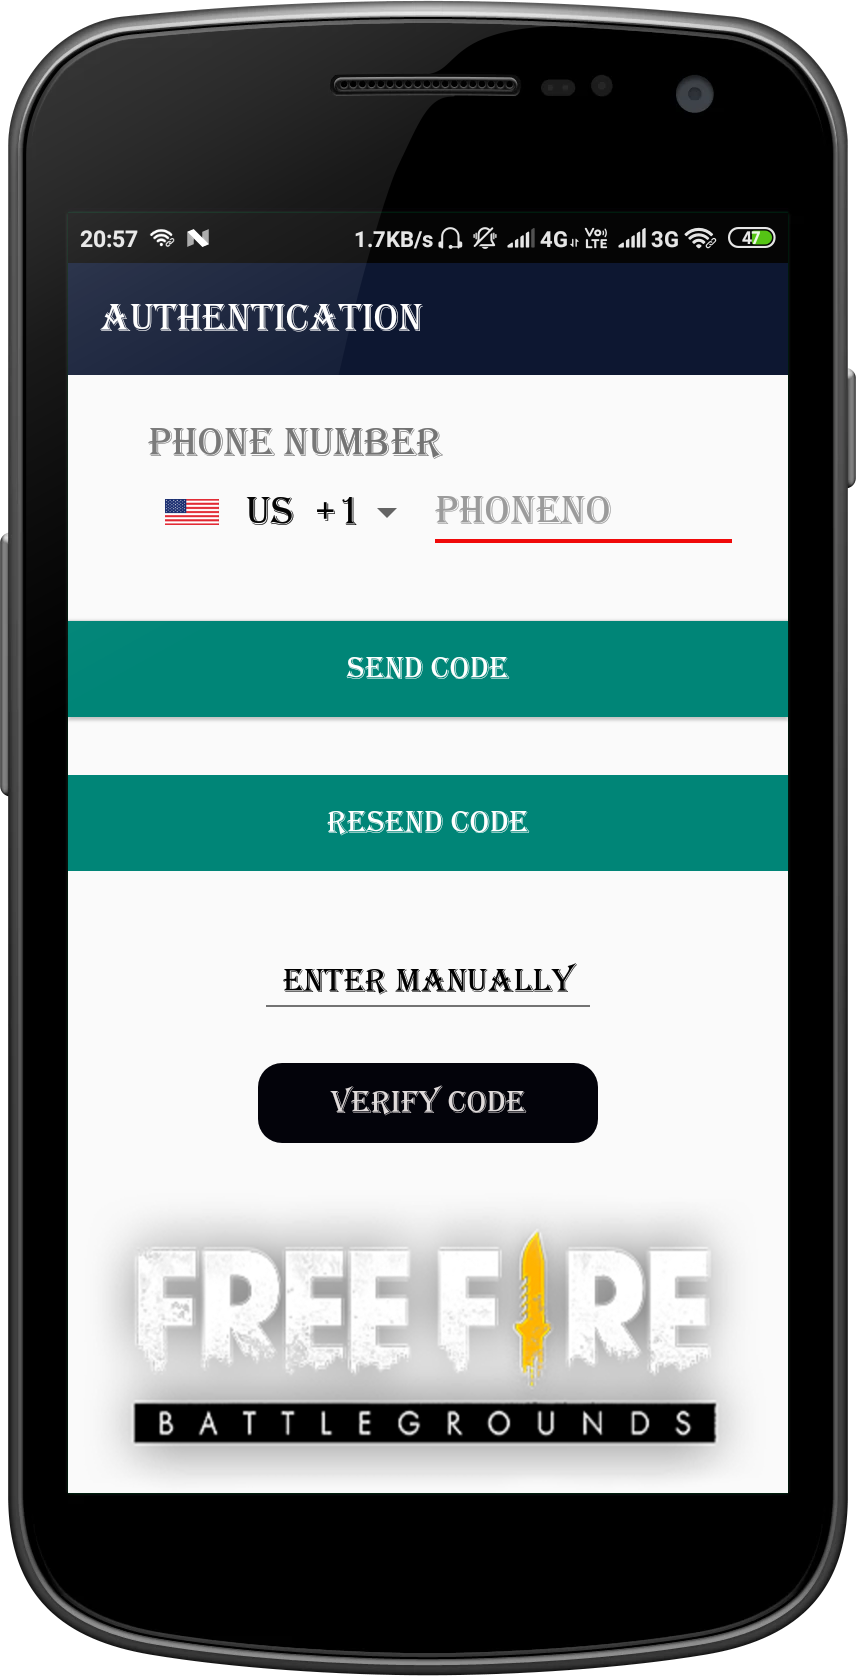 20:57 1.7KB/s 4G Vo) LTE 3G 47
AUTHENTICATION
PHONE NUMBER
US +1 PHONENO
SEND CODE
RESEND CODE
ENTER MANUALLY
VERIFY CODE
FREE FIRE
BATTLEGROUNDS